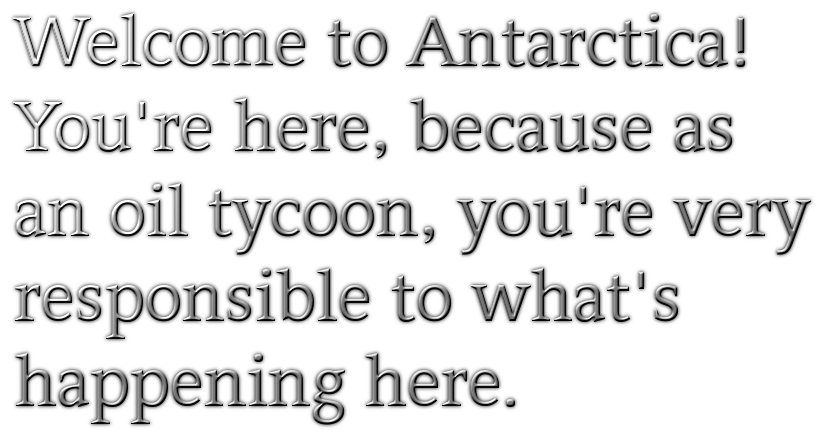 Welcome to Antarctica!
You're here, because as
an oil tycoon, you're very
responsible to what's
happening here.